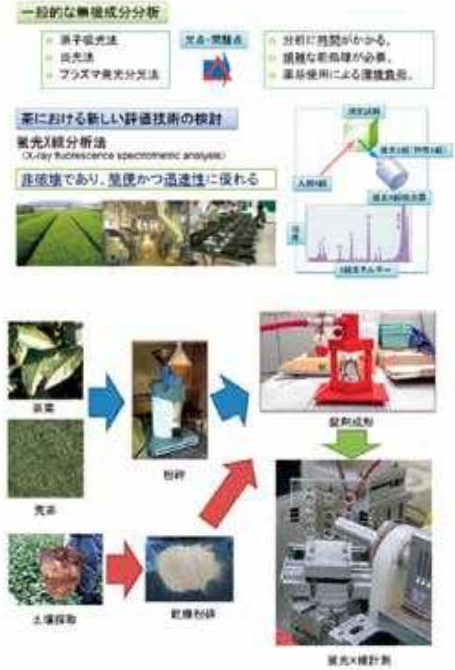 一般的な無機成分分析
原子吸光法
炎光法
プラズマ発光分光法
欠点・問題点
分析に時間がかかる。
煩雑な前処理が必要。
薬品使用による環境負荷。
茶における新しい評価技術の検討
蛍光X線分析法
(X-ray fluorescence spectrometric analysis)
非破壊であり、簡便かつ迅速性に優れる
入射X線
蛍光X線検出器
X線エネルギー
茶葉
荒茶
粉砕
錠剤成形
土壌採取
乾燥粉砕
蛍光X線計測